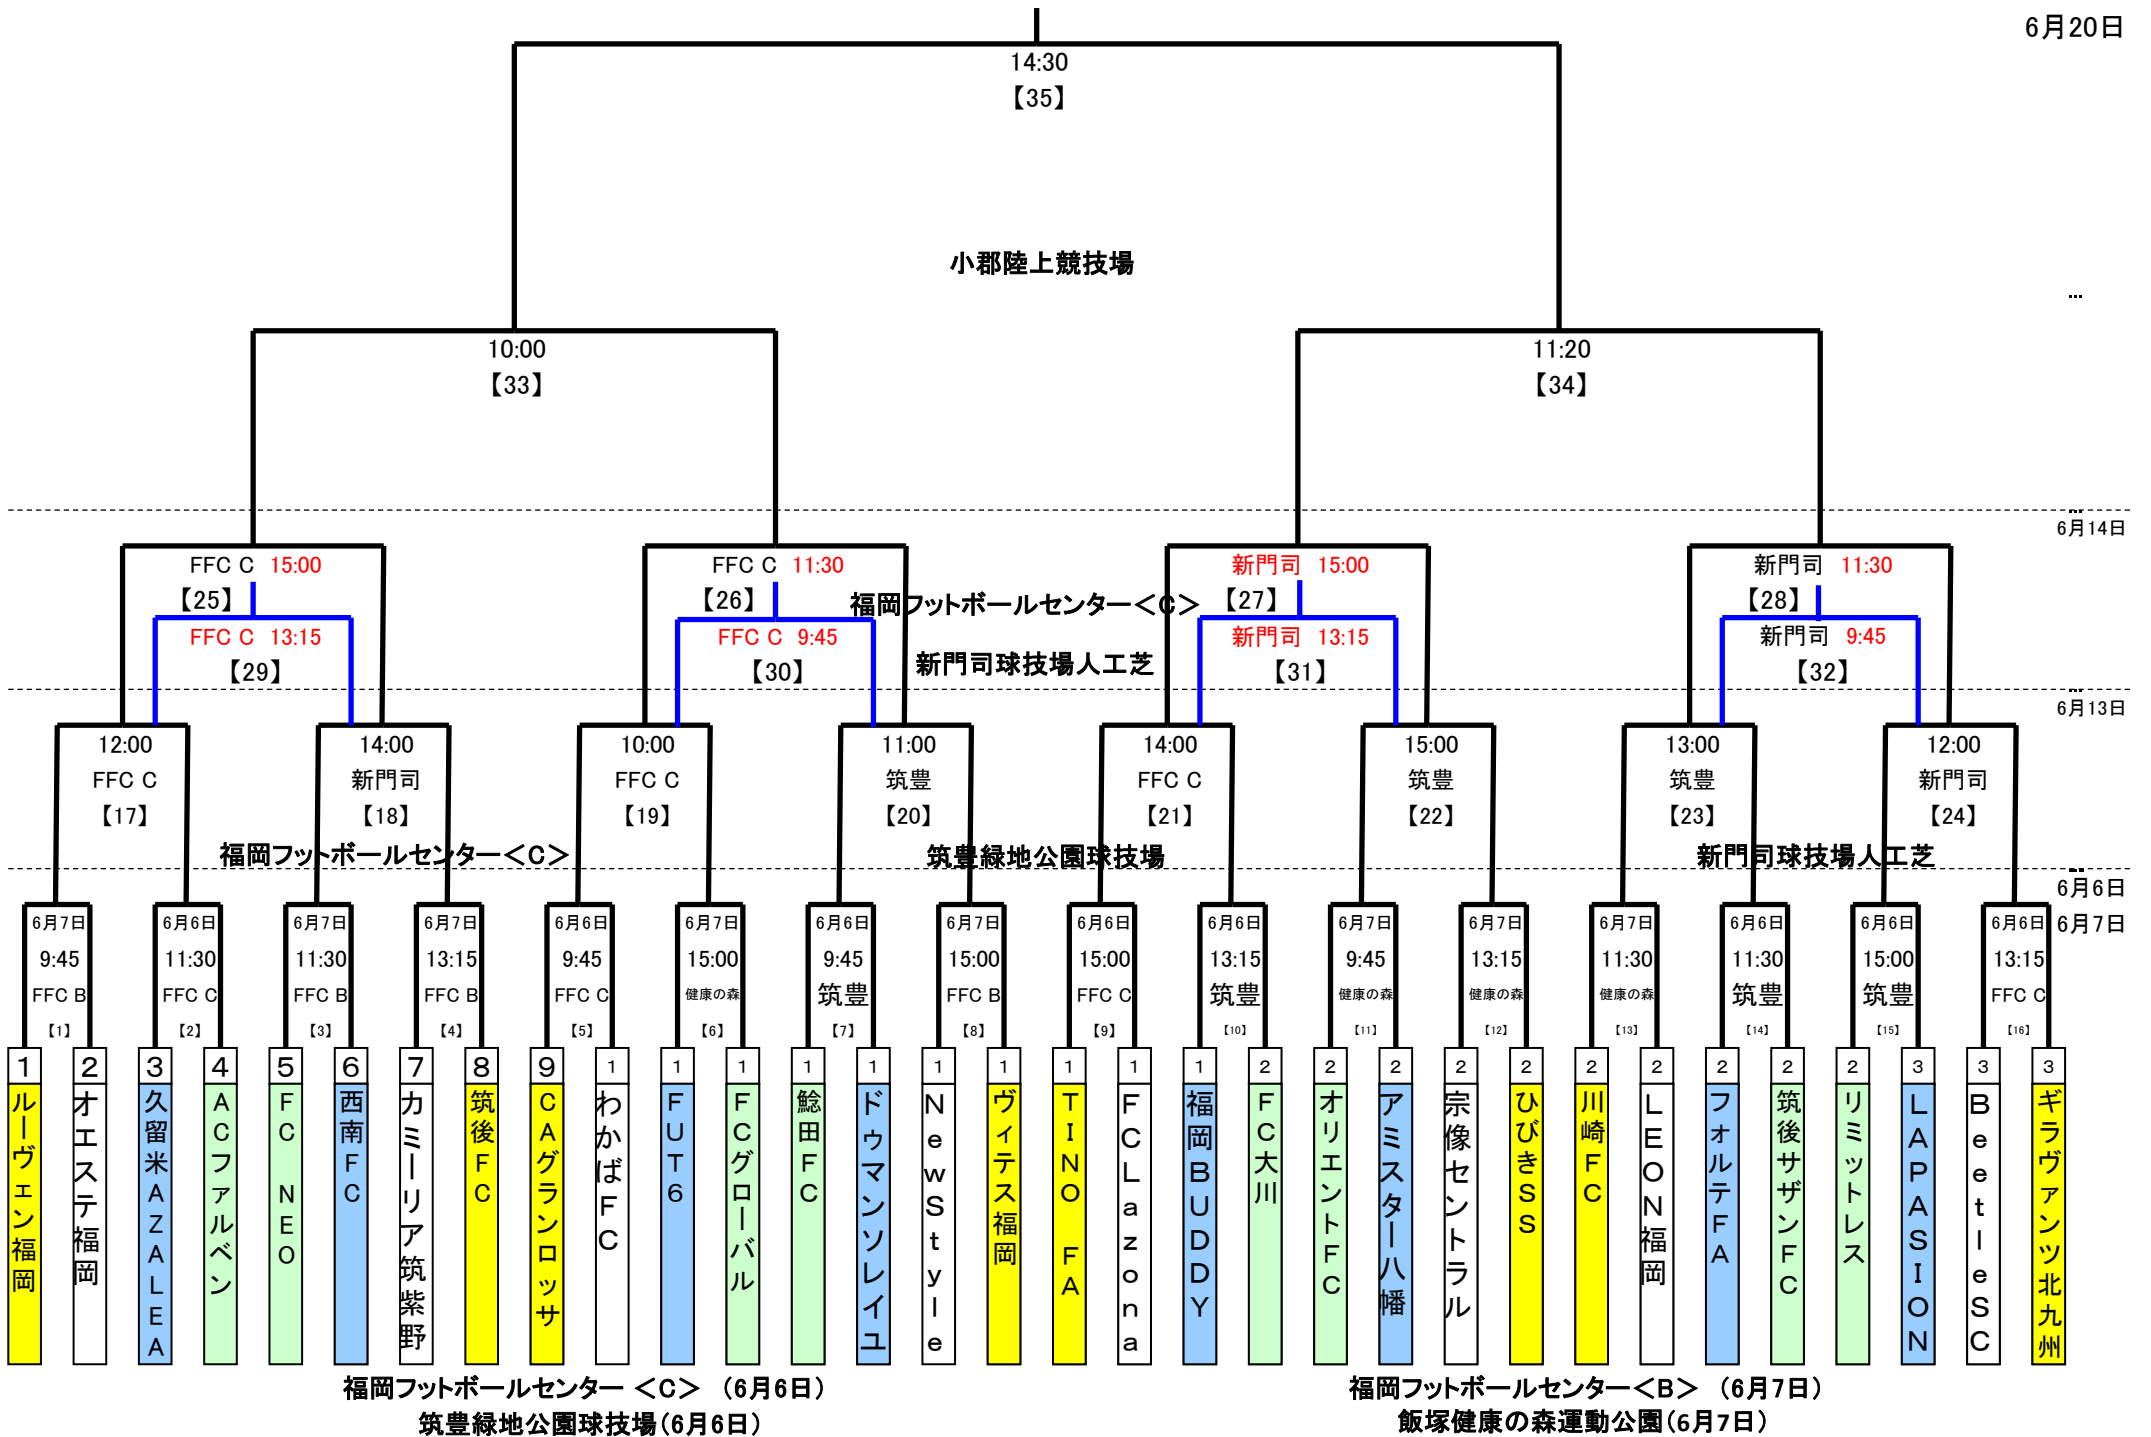 6月20日
14:30
【35】
小郡陸上競技場
...
10:00 11:20
【33】 【34】
...
6月14日
FFC C 15:00 FFC C 11:30 新門司 15:00 新門司 11:30
【25】 【26】 福岡フットボールセンター＜C＞ 【27】 【28】
FFC C 13:15 FFC C 9:45 新門司 13:15 新門司 9:45
【29】 【30】 新門司球技場人工芝 【31】 【32】
...
6月13日
12:00 14:00 10:00 11:00 14:00 15:00 13:00 12:00
FFC C 新門司 FFC C 筑豊 FFC C 筑豊 筑豊 新門司
【17】 【18】 【19】 【20】 【21】 【22】 【23】 【24】
福岡フットボールセンター＜C＞ 筑豊緑地公園球技場 新門司球技場人工芝
...
6月6日
6月7日 6月6日 6月7日 6月7日 6月6日 6月7日 6月6日 6月7日 6月6日 6月6日 6月7日 6月7日 6月7日 6月6日 6月6日 6月6日 6月7日
9:45 11:30 11:30 13:15 9:45 15:00 9:45 15:00 15:00 13:15 9:45 13:15 11:30 11:30 15:00 13:15
FFC B FFC C FFC B FFC B FFC C 健康の森 筑豊 FFC B FFC C 筑豊 健康の森 健康の森 健康の森 筑豊 筑豊 FFC C
【1】 【2】 【3】 【4】 【5】 【6】 【7】 【8】 【9】 【10】 【11】 【12】 【13】 【14】 【15】 【16】
1 2 3 4 5 6 7 8 9 1 1 1 1 1 1 1 1 1 1 2 2 2 2 2 2 2 2 2 2 3 3 3
ルーヴェン福岡
オエステ福岡
久留米AZALEA
ACファルベン
FC NEO
西南FC
カミーリア筑紫野
筑後FC
CAグランロッサ
わかばFC
FUT6
FCグローバル
鯰田FC
ドゥマンソレイユ
NewStyle
ヴィテス福岡
TINO FA
FCLazona
福岡BUDDY
FC大川
オリエントFC
アミスター八幡
宗像セントラル
ひびきSS
川崎FC
LEON福岡
フォルテFA
筑後サザンFC
リミットレス
LAPASION
BeetleSC
ギラヴァンツ北九州
福岡フットボールセンター ＜C＞ （6月6日） 福岡フットボールセンター＜B＞ （6月7日）
筑豊緑地公園球技場（6月6日） 飯塚健康の森運動公園（6月7日）